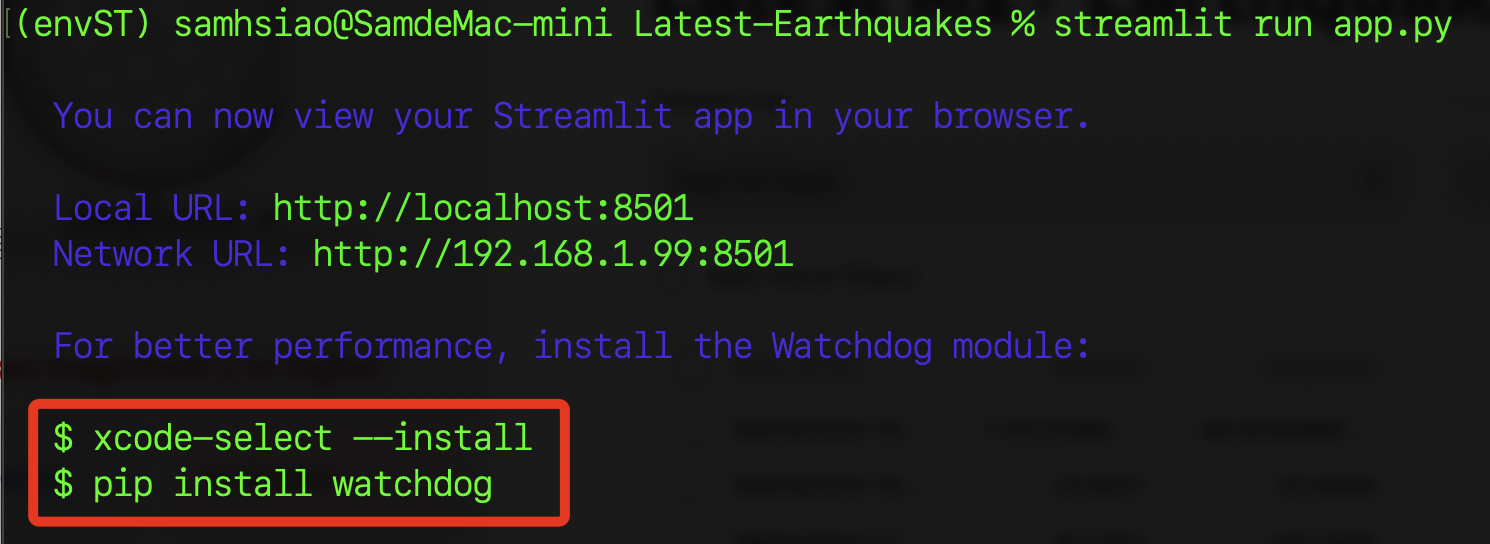 [(envST) samhsiao@SamdeMac-mini Latest-Earthquakes % streamlit run app.py
You can now view your Streamlit app in your browser.
Local URL: http://localhost:8501
Network URL: http://192.168.1.99:8501
For better performance, install the Watchdog module:
$ xcode-select --install
$ pip install watchdog